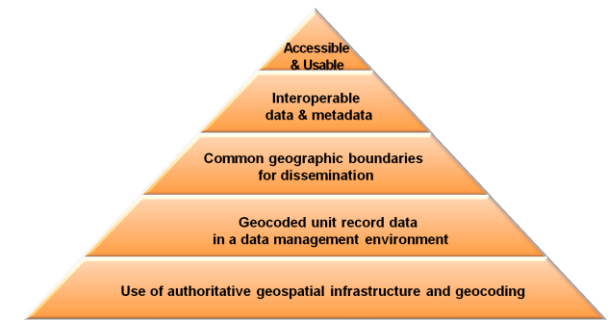 Accessible
& Usable
Interoperable
data & metadata
Common geographic boundaries
for dissemination
Geocoded unit record data
in a data management environment
Use of authoritative geospatial infrastructure and geocoding